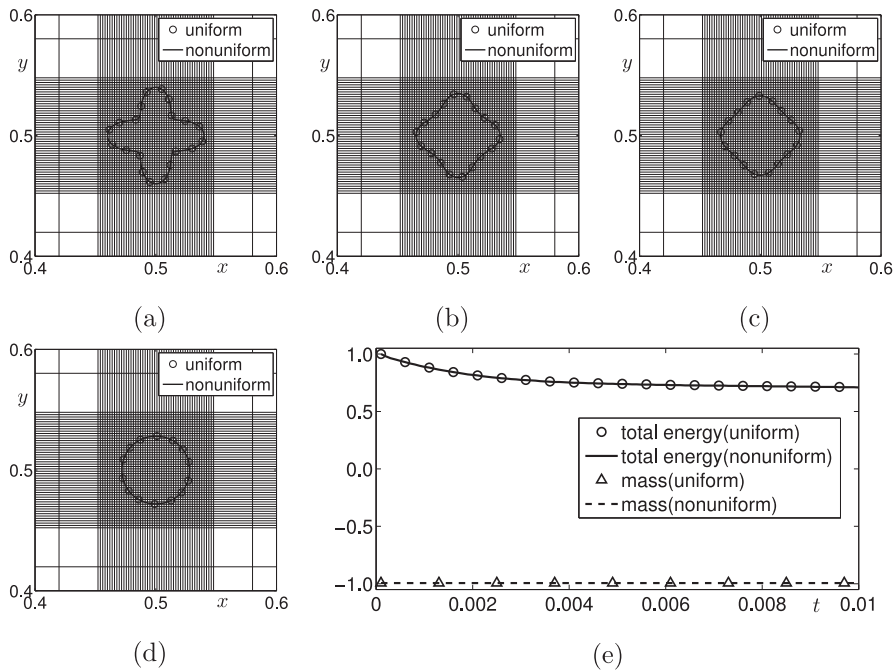 0.6
uniform
nonuniform
y
0.5
0.4
0.4
0.5
x
0.6
(a)
0.6
uniform
nonuniform
y
0.5
0.4
0.4
0.5
x
0.6
(b)
0.6
uniform
nonuniform
y
0.5
0.4
0.4
0.5
x
0.6
(c)
0.6
uniform
nonuniform
y
0.5
0.4
0.4
0.5
x
0.6
(d)
1.0
0.5
0.0
−0.5
−1.0
total energy(uniform)
total energy(nonuniform)
mass(uniform)
mass(nonuniform)
0
0.002
0.004
0.006
0.008
t
0.01
(e)